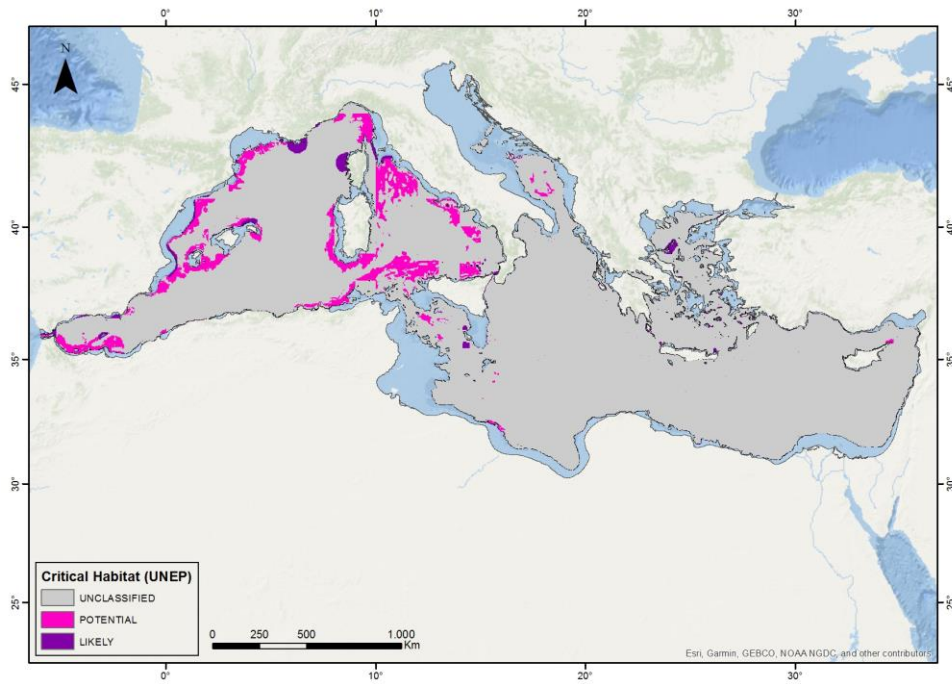 0° 10° 20° 30°
N
45° 45°
40° 40°
35° 35°
30° 30°
25° 25°
Critical Habitat (UNEP)
UNCLASSIFIED
POTENTIAL
LIKELY
0 250 500 1.000
Km
Esri, Garmin, GEBCO, NOAA NGDC, and other contributors
0° 10° 20° 30°